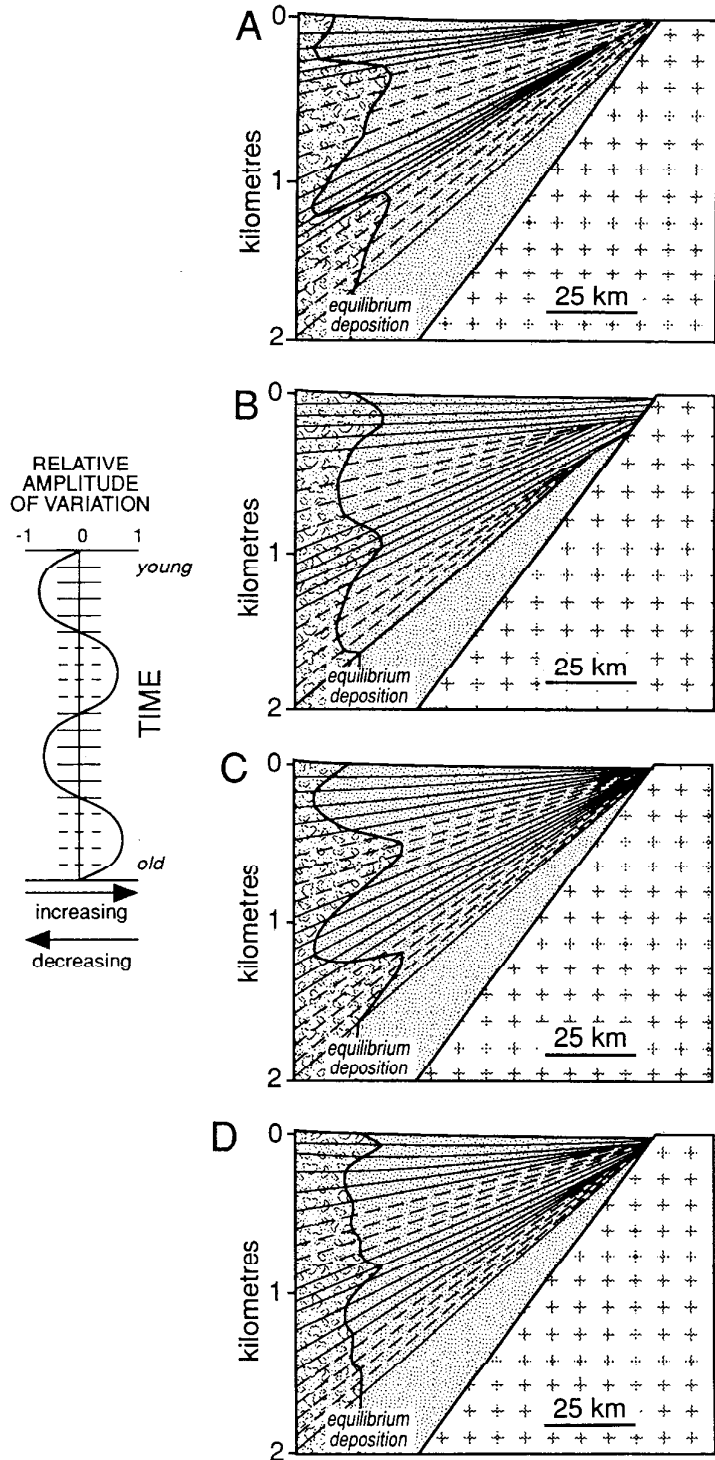 A
0
kilometres
1
2
equilibrium
deposition
25 km
B
0
kilometres
1
2
equilibrium
deposition
25 km
RELATIVE
AMPLITUDE
OF VARIATION
-1 0 1
young
TIME
old
increasing
decreasing
C
0
kilometres
1
2
equilibrium
deposition
25 km
D
0
kilometres
1
2
equilibrium
deposition
25 km